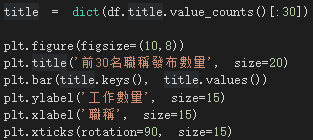 title = dict(df.title.value_counts()[:30])
plt.figure(figsize=(10,8))
plt.title('前30名職稱發布數量', size=20)
plt.bar(title.keys(), title.values())
plt.ylabel('工作數量', size=15)
plt.xlabel('職稱', size=15)
plt.xticks(rotation=90, size=15)